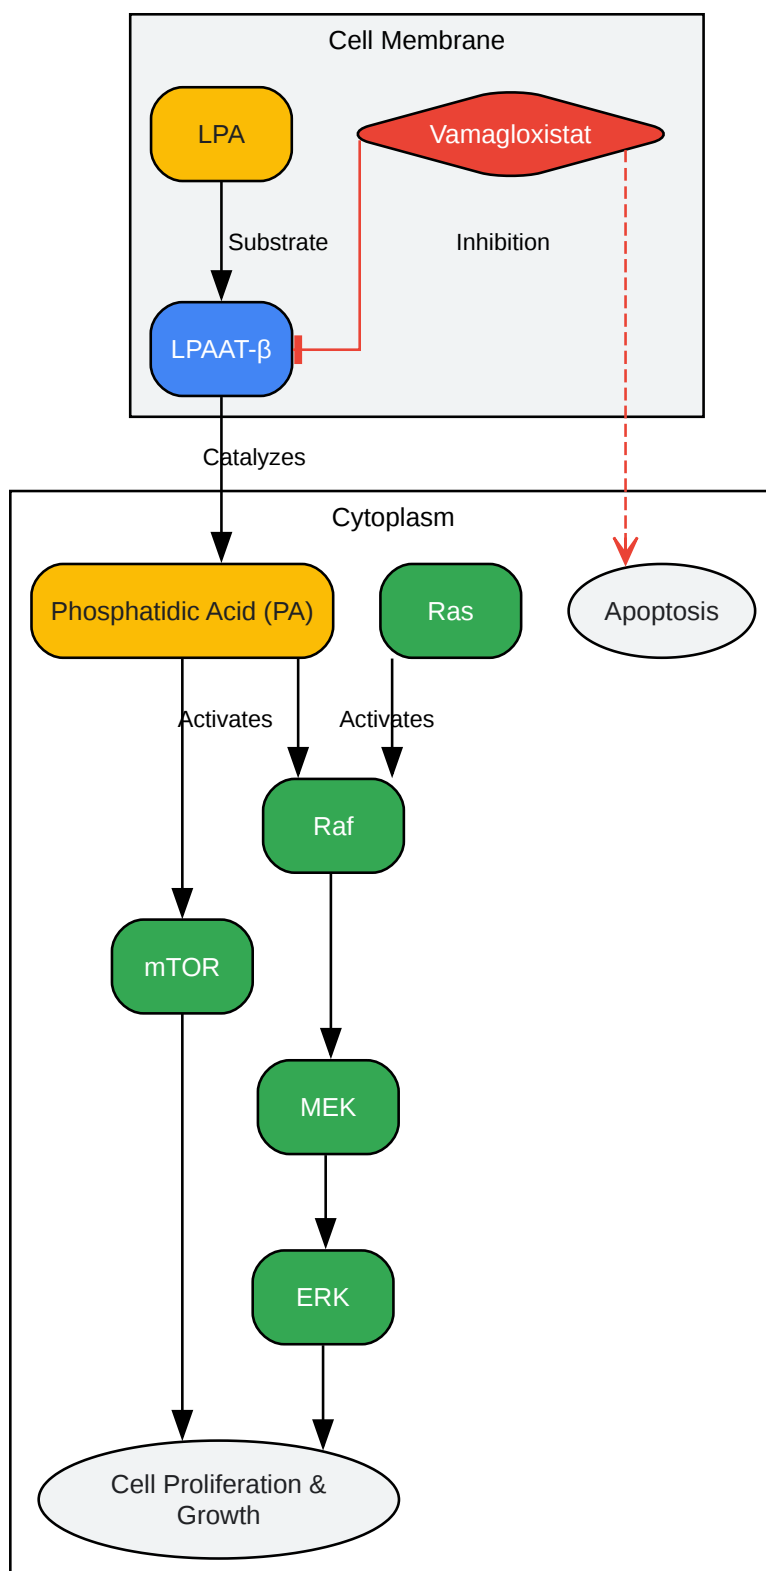 Cell Membrane
LPA
Vamagloxistat
Substrate
Inhibition
LPAAT-β
Catalyzes
Cytoplasm
Phosphatidic Acid (PA)
Ras
Apoptosis
Activates
Activates
Raf
mTOR
MEK
ERK
Cell Proliferation &
Growth